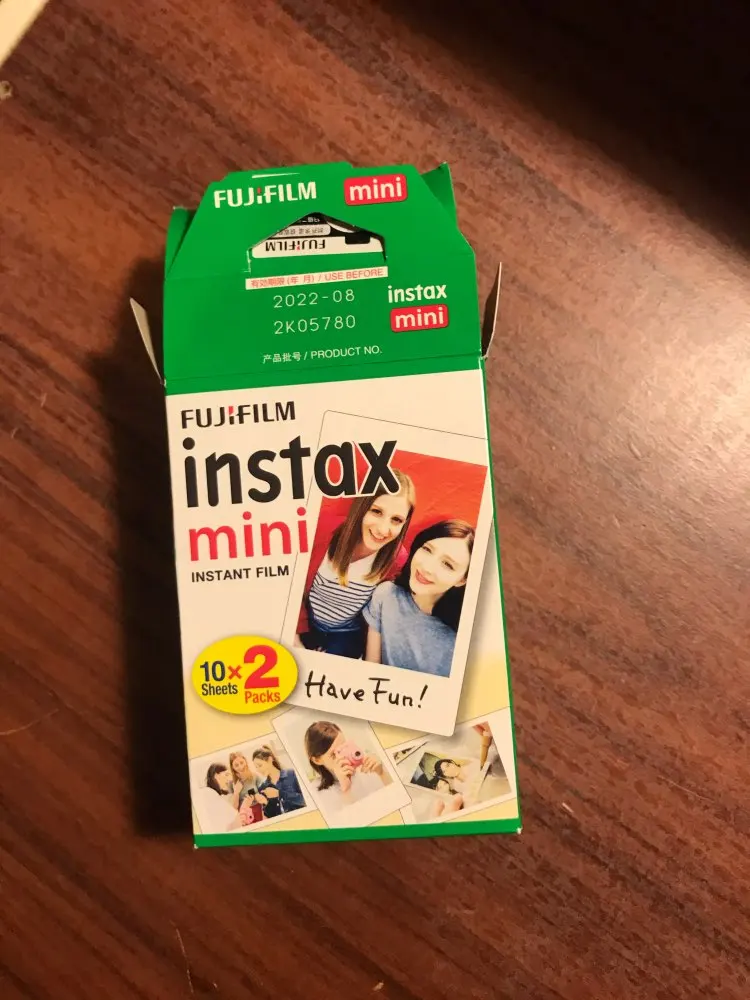 FUJIFILM mini
FUJIFILM
有効期限 (年 月) / USE BEFORE
2022-08
2K05780
instax
mini
产品批号 / PRODUCT NO.
FUJIFILM
instax
mini
INSTANT FILM
10×2
Sheets Packs
Have Fun!